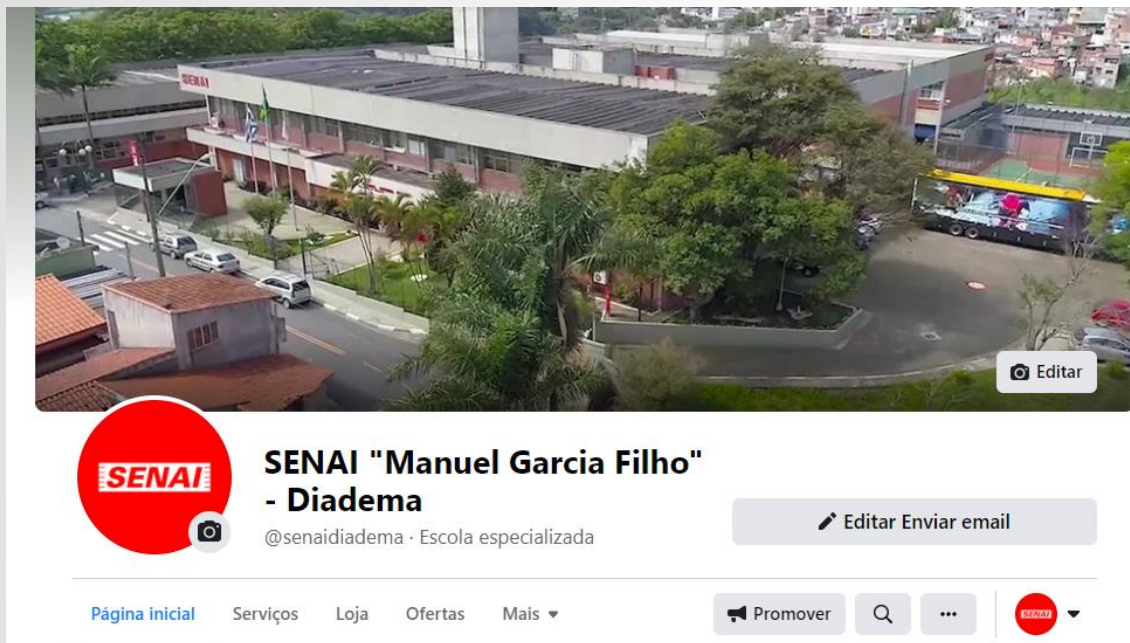 SENAI
Editar
SENAI
SENAI "Manuel Garcia Filho"
- Diadema
@senaidiadema · Escola especializada
Editar Enviar email
Página inicial Serviços Loja Ofertas Mais
Promover
SENAI